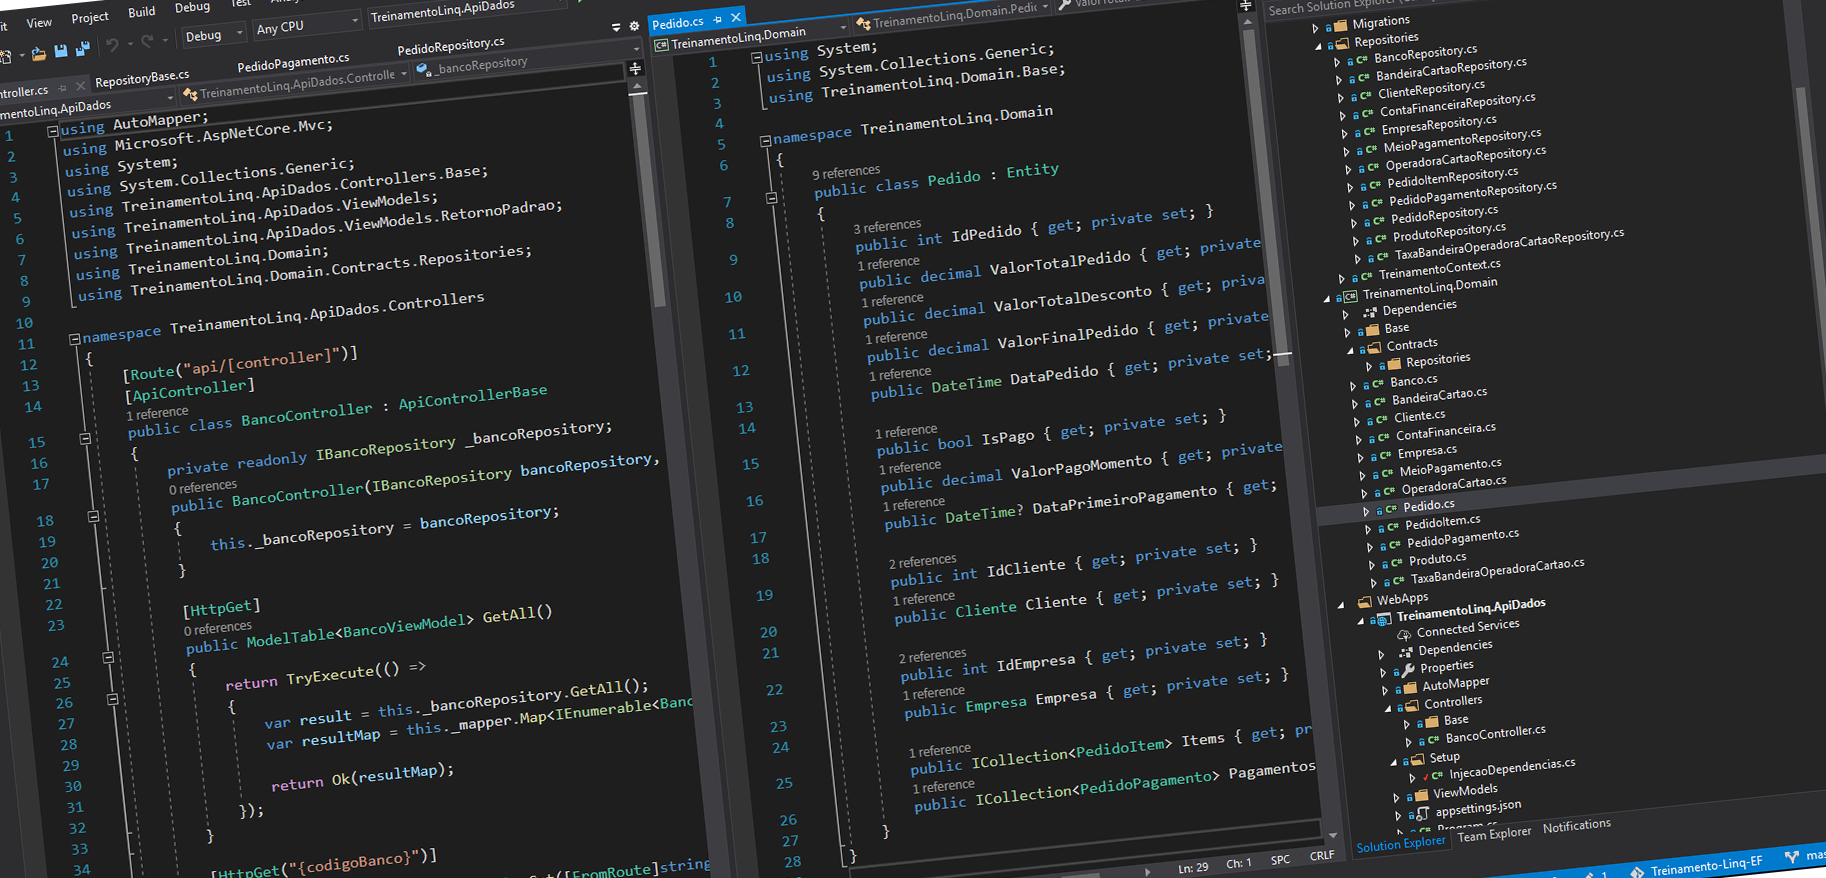 View
Project
Build
Debug
Test
Debug
Any CPU
TreinamentoLinq.ApiDados
RepositoryBase.cs
PedidoPagamento.cs
PedidoRepository.cs
TreinamentoLinq.ApiDados.Controlle
_bancoRepository
1 using AutoMapper;
2 using Microsoft.AspNetCore.Mvc;
3 using System;
4 using System.Collections.Generic;
5 using TreinamentoLinq.ApiDados.Controllers.Base;
6 using TreinamentoLinq.ApiDados.ViewModels;
7 using TreinamentoLinq.ApiDados.ViewModels.RetornoPadrao;
8 using TreinamentoLinq.Domain;
9 using TreinamentoLinq.Domain.Contracts.Repositories;
10
11 namespace TreinamentoLinq.ApiDados.Controllers
12 {
13 [Route("api/[controller]")]
14 [ApiController]
1 reference
15 public class BancoController : ApiControllerBase
16 {
17 private readonly IBancoRepository _bancoRepository;
0 references
18 public BancoController(IBancoRepository bancoRepository,
19 {
20 this._bancoRepository = bancoRepository;
21 }
22
23 [HttpGet]
0 references
24 public ModelTable<BancoViewModel> GetAll()
25 {
26 return TryExecute(() =>
27 {
28 var result = this._bancoRepository.GetAll();
29 var resultMap = this._mapper.Map<IEnumerable<Banc
30
31 return Ok(resultMap);
32 });
33 }
34
[HttpGet("{codigoBanco}")]
Pedido.cs
TreinamentoLinq.Domain
TreinamentoLinq.Domain.Pedic
1 using System;
2 using System.Collections.Generic;
3 using TreinamentoLinq.Domain.Base;
4
5 namespace TreinamentoLinq.Domain
6 {
9 references
7 public class Pedido : Entity
8 {
3 references
9 public int IdPedido { get; private set; }
1 reference
10 public decimal ValorTotalPedido { get; private
1 reference
11 public decimal ValorTotalDesconto { get; priva
1 reference
12 public decimal ValorFinalPedido { get; private
1 reference
13 public DateTime DataPedido { get; private set;
14
1 reference
15 public bool IsPago { get; private set; }
1 reference
16 public decimal ValorPagoMomento { get; private
1 reference
17 public DateTime? DataPrimeiroPagamento { get;
18
2 references
19 public int IdCliente { get; private set; }
1 reference
20 public Cliente Cliente { get; private set; }
21
2 references
22 public int IdEmpresa { get; private set; }
1 reference
23 public Empresa Empresa { get; private set; }
24
1 reference
25 public ICollection<PedidoItem> Items { get; pr
1 reference
26 public ICollection<PedidoPagamento> Pagamentos
27 }
28 }
Ln: 29 Ch: 1 SPC CRLF
Search Solution Explorer
Migrations
Repositories
BancoRepository.cs
BandeiraCartaoRepository.cs
ClienteRepository.cs
ContaFinanceiraRepository.cs
EmpresaRepository.cs
MeioPagamentoRepository.cs
OperadoraCartaoRepository.cs
PedidoItemRepository.cs
PedidoPagamentoRepository.cs
PedidoRepository.cs
ProdutoRepository.cs
TaxaBandeiraOperadoraCartaoRepository.cs
TreinamentoContext.cs
TreinamentoLinq.Domain
Dependencies
Base
Contracts
Repositories
Banco.cs
BandeiraCartao.cs
Cliente.cs
ContaFinanceira.cs
Empresa.cs
MeioPagamento.cs
OperadoraCartao.cs
Pedido.cs
PedidoItem.cs
PedidoPagamento.cs
Produto.cs
TaxaBandeiraOperadoraCartao.cs
WebApps
TreinamentoLinq.ApiDados
Connected Services
Dependencies
Properties
AutoMapper
Controllers
Base
BancoController.cs
Setup
InjecaoDependencias.cs
ViewModels
appsettings.json
Program.cs
Solution Explorer Team Explorer Notifications
1 Treinamento-Linq-EF